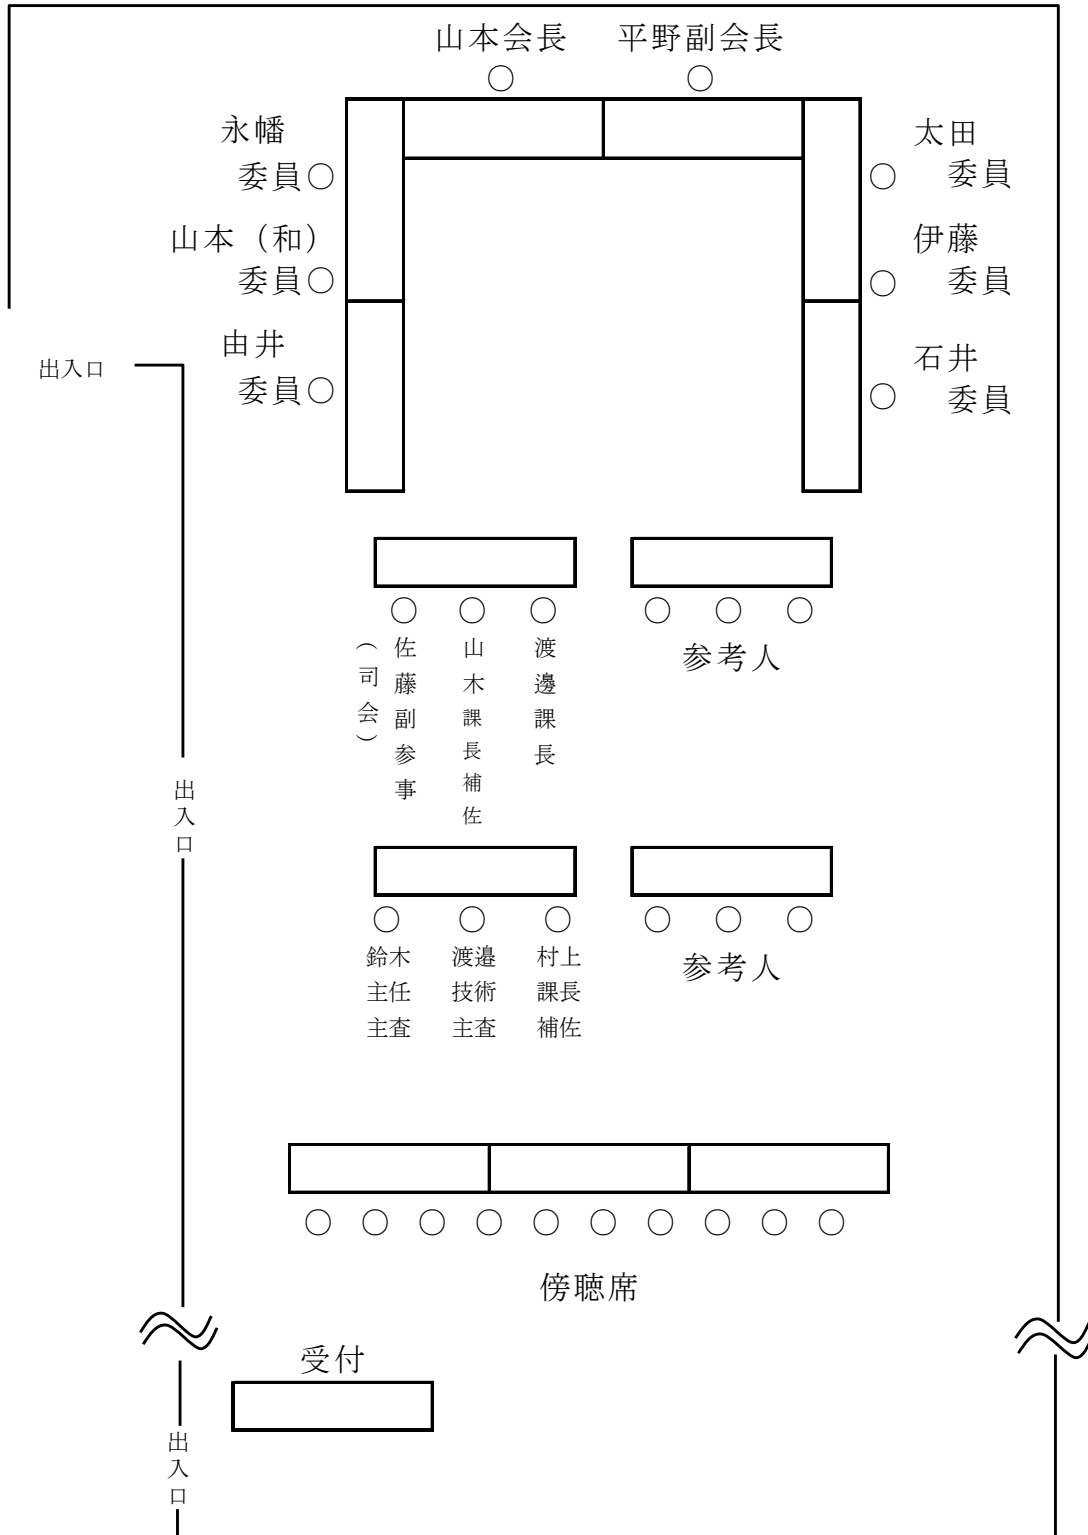 山本会長　平野副会長
永幡
委員○
太田
○委員
山本（和）
委員○
伊藤
○委員
出入口
由井
委員○
石井
○委員
○ ○ ○
○ ○ ○
（司会）
佐藤副参事
山木課長補佐
渡邊課長
参考人
出入口
○ ○ ○
○ ○ ○
鈴木
主任
主査
渡邉
技術
主査
村上
課長
補佐
参考人
○ ○ ○ ○ ○ ○ ○ ○ ○ ○
傍聴席
受付
出入口